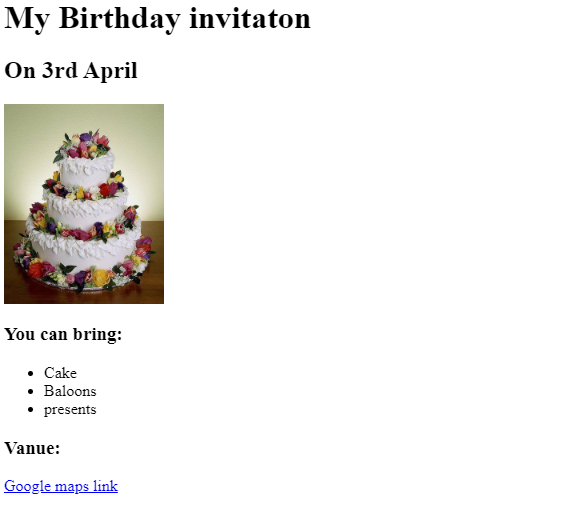 My Birthday invitaton
On 3rd April
You can bring:
Cake
Baloons
presents
Vanue:
Google maps link